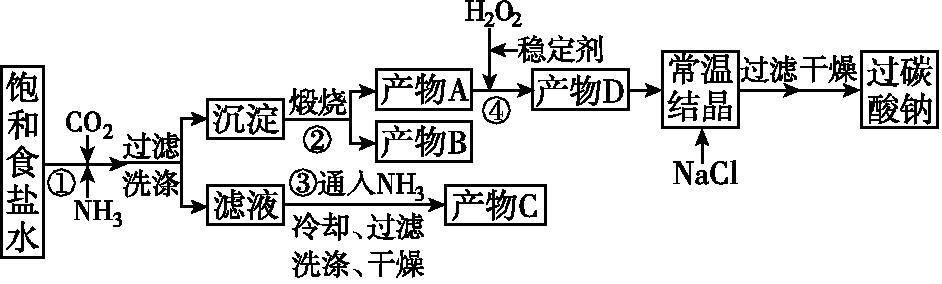 饱和食盐水
①
CO₂
NH₃
过滤
洗涤
沉淀
煅烧
②
产物A
产物B
H₂O₂
稳定剂
④
产物D
常温
结晶
NaCl
过滤干燥
过碳
酸钠
滤液
③通入NH₃
冷却、过滤
洗涤、干燥
产物C